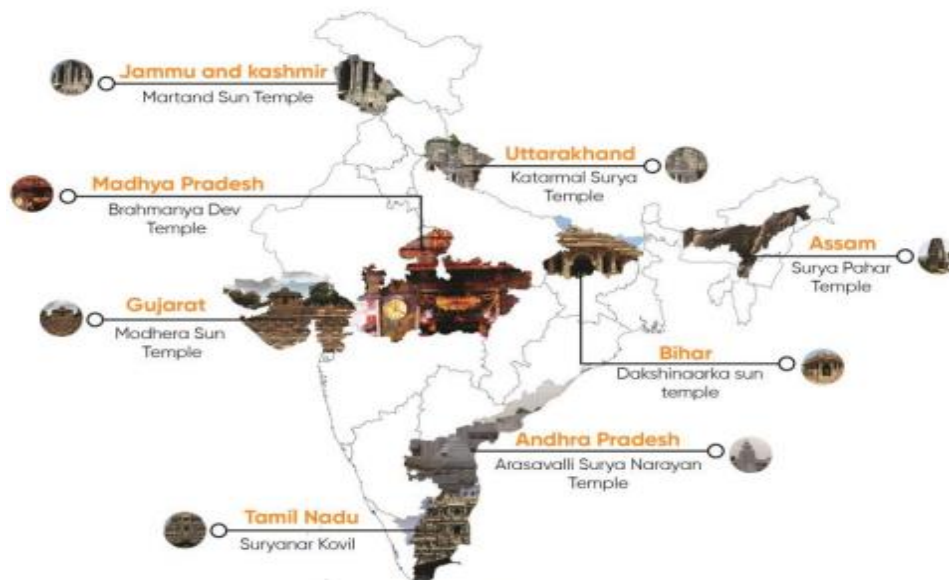 Jammu and kashmir
Martand Sun Temple
Uttarakhand
Katarmal Surya
Temple
Madhya Pradesh
Brahmanya Dev
Temple
Assam
Surya Pahar
Temple
Gujarat
Modhera Sun
Temple
Bihar
Dakshinaarka sun
temple
Andhra Pradesh
Arasavalli Surya Narayan
Temple
Tamil Nadu
Suryanar Kovil